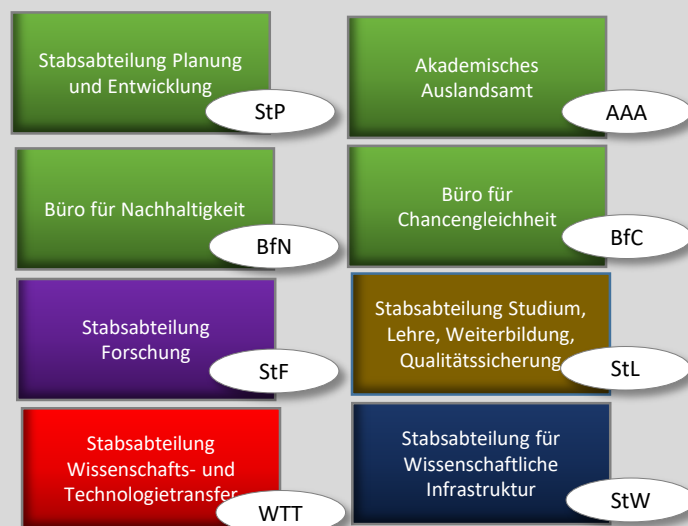 Stabsabteilung Planung
und Entwicklung
StP
Akademisches
Auslandsamt
AAA
Büro für Nachhaltigkeit
BfN
Büro für
Chancengleichheit
BfC
Stabsabteilung
Forschung
StF
Stabsabteilung Studium,
Lehre, Weiterbildung,
Qualitätssicherung
StL
Stabsabteilung
Wissenschafts- und
Technologietransfer
WTT
Stabsabteilung für
Wissenschaftliche
Infrastruktur
StW